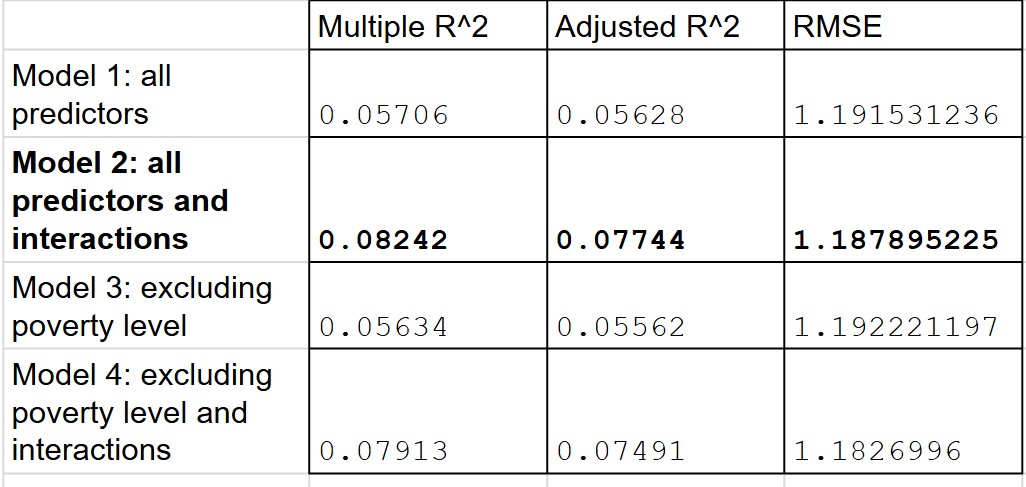 Multiple R^2 Adjusted R^2 RMSE
Model 1: all
predictors 0.05706 0.05628 1.191531236
Model 2: all
predictors and
interactions 0.08242 0.07744 1.187895225
Model 3: excluding
poverty level 0.05634 0.05562 1.192221197
Model 4: excluding
poverty level and
interactions 0.07913 0.07491 1.1826996